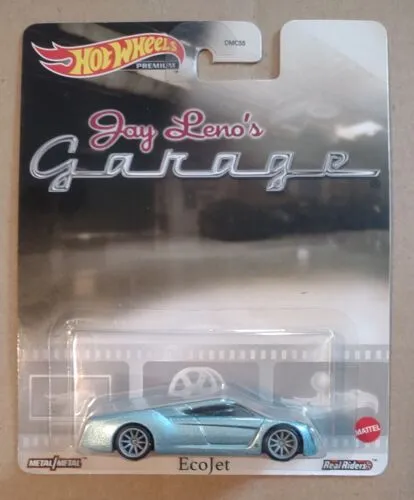 Hot Wheels
PREMIUM
DMC55
Jay Leno's
Garage
MATTEL
METAL/METAL
EcoJet
Real Riders